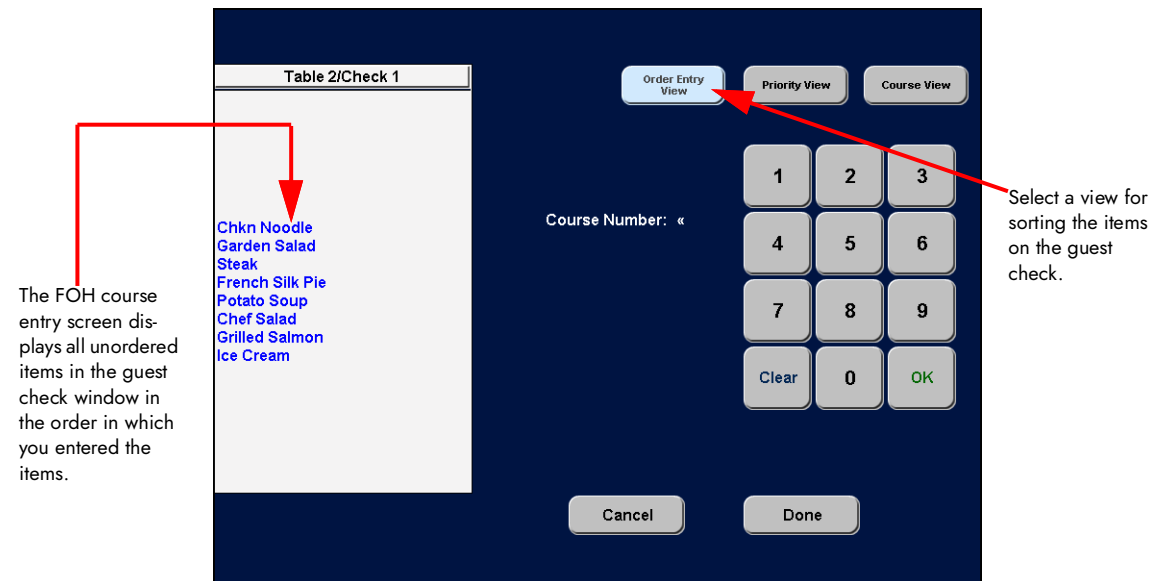 Table 2/Check 1
Order Entry
View
Priority View
Course View
1
2
3
Course Number: «
4
5
6
7
8
9
Clear
0
OK
Chkn Noodle
Garden Salad
Steak
French Silk Pie
Potato Soup
Chef Salad
Grilled Salmon
Ice Cream
Cancel
Done
The FOH course
entry screen dis-
plays all unordered
items in the guest
check window in
the order in which
you entered the
items.
Select a view for
sorting the items
on the guest
check.